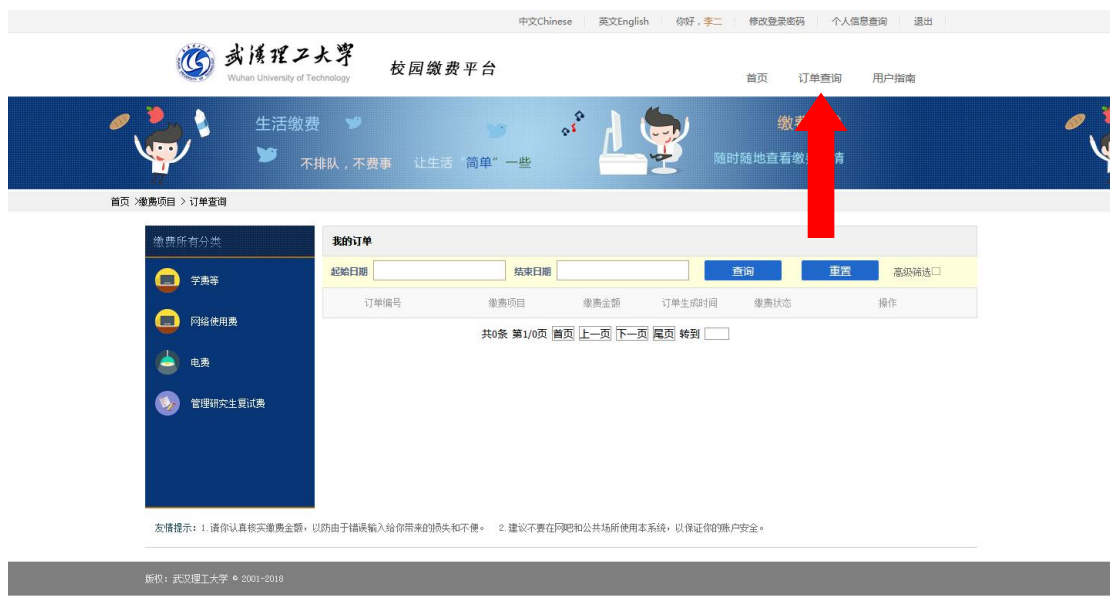 中文Chinese 英文English 你好，李二 修改登录密码 个人信息查询 退出
武汉理工大学
Wuhan University of Technology
校园缴费平台
首页 订单查询 用户指南
生活缴费
不排队，不费事 让生活“简单”一些
缴费
随时随地查看缴费 情
首页 >缴费项目 > 订单查询
缴费所有分类
学费等
网络使用费
电费
管理研究生复试费
我的订单
起始日期 结束日期 查询 重置 高级筛选
订单编号 缴费项目 缴费金额 订单生成时间 缴费状态 操作
共0条 第1/0页 首页 上一页 下一页 尾页 转到
友情提示：1.请你认真核实缴费金额，以防由于错误输入给你带来的损失和不便。 2.建议不要在网吧和公共场所使用本系统，以保证你的账户安全。
版权：武汉理工大学 © 2001-2018